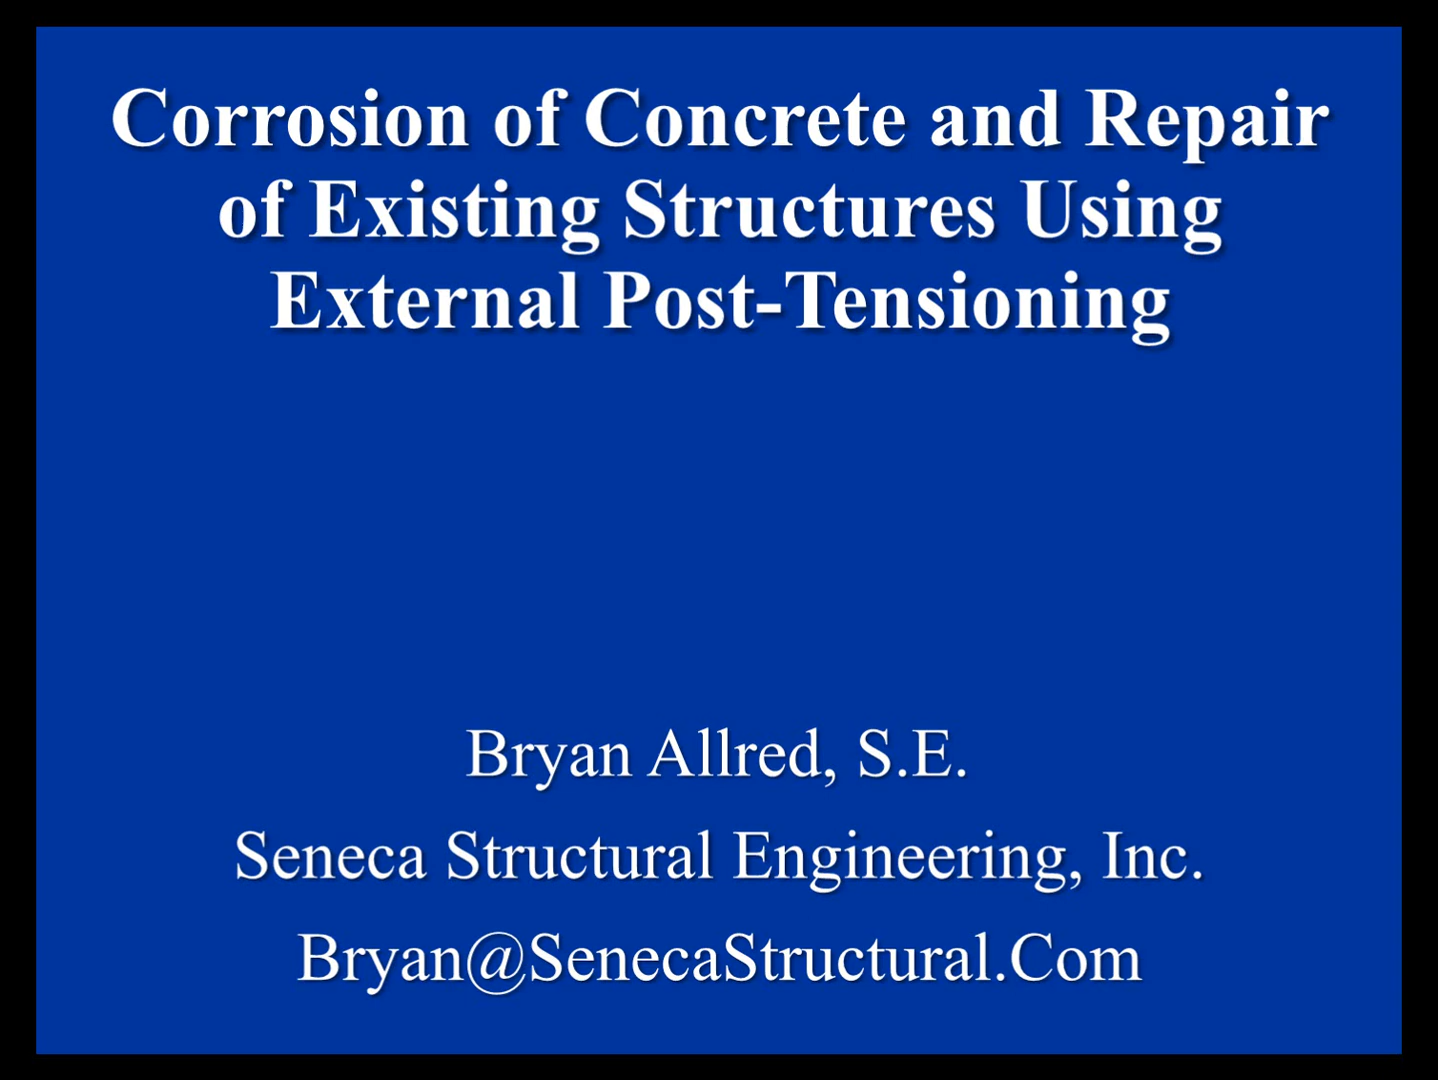 Corrosion of Concrete and Repair
of Existing Structures Using
External Post-Tensioning
Bryan Allred, S.E.
Seneca Structural Engineering, Inc.
Bryan@SenecaStructural.Com